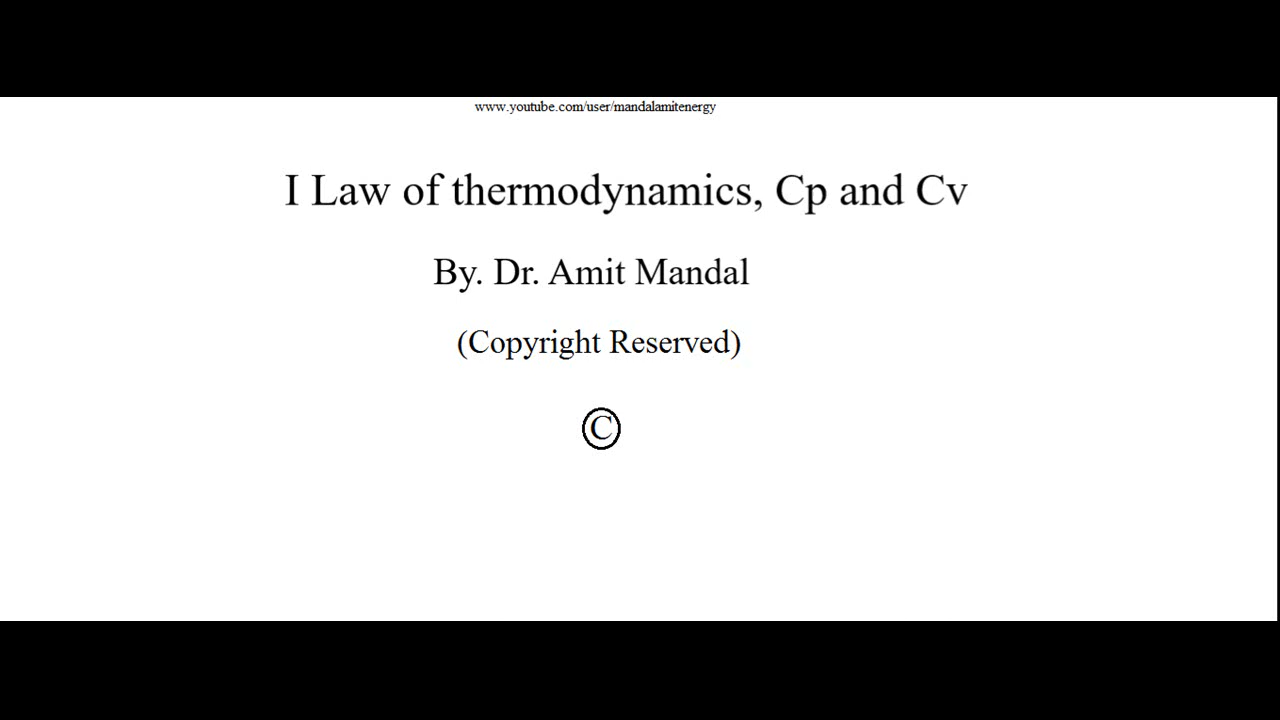 www.youtube.com/user/mandalamitenergy
I Law of thermodynamics, Cp and Cv
By. Dr. Amit Mandal
(Copyright Reserved)
©